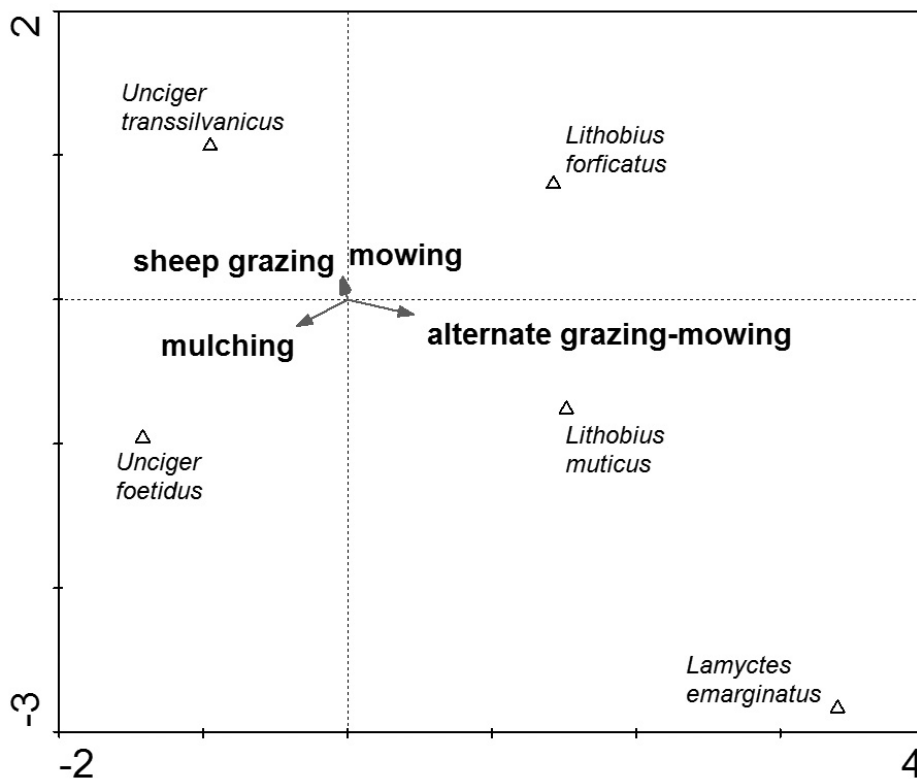 2
Unciger
transsilvanicus
Lithobius
forficatus
sheep grazing
mowing
mulching
alternate grazing-mowing
Unciger
foetidus
Lithobius
muticus
Lamyctes
emarginatus
-3
-2
4